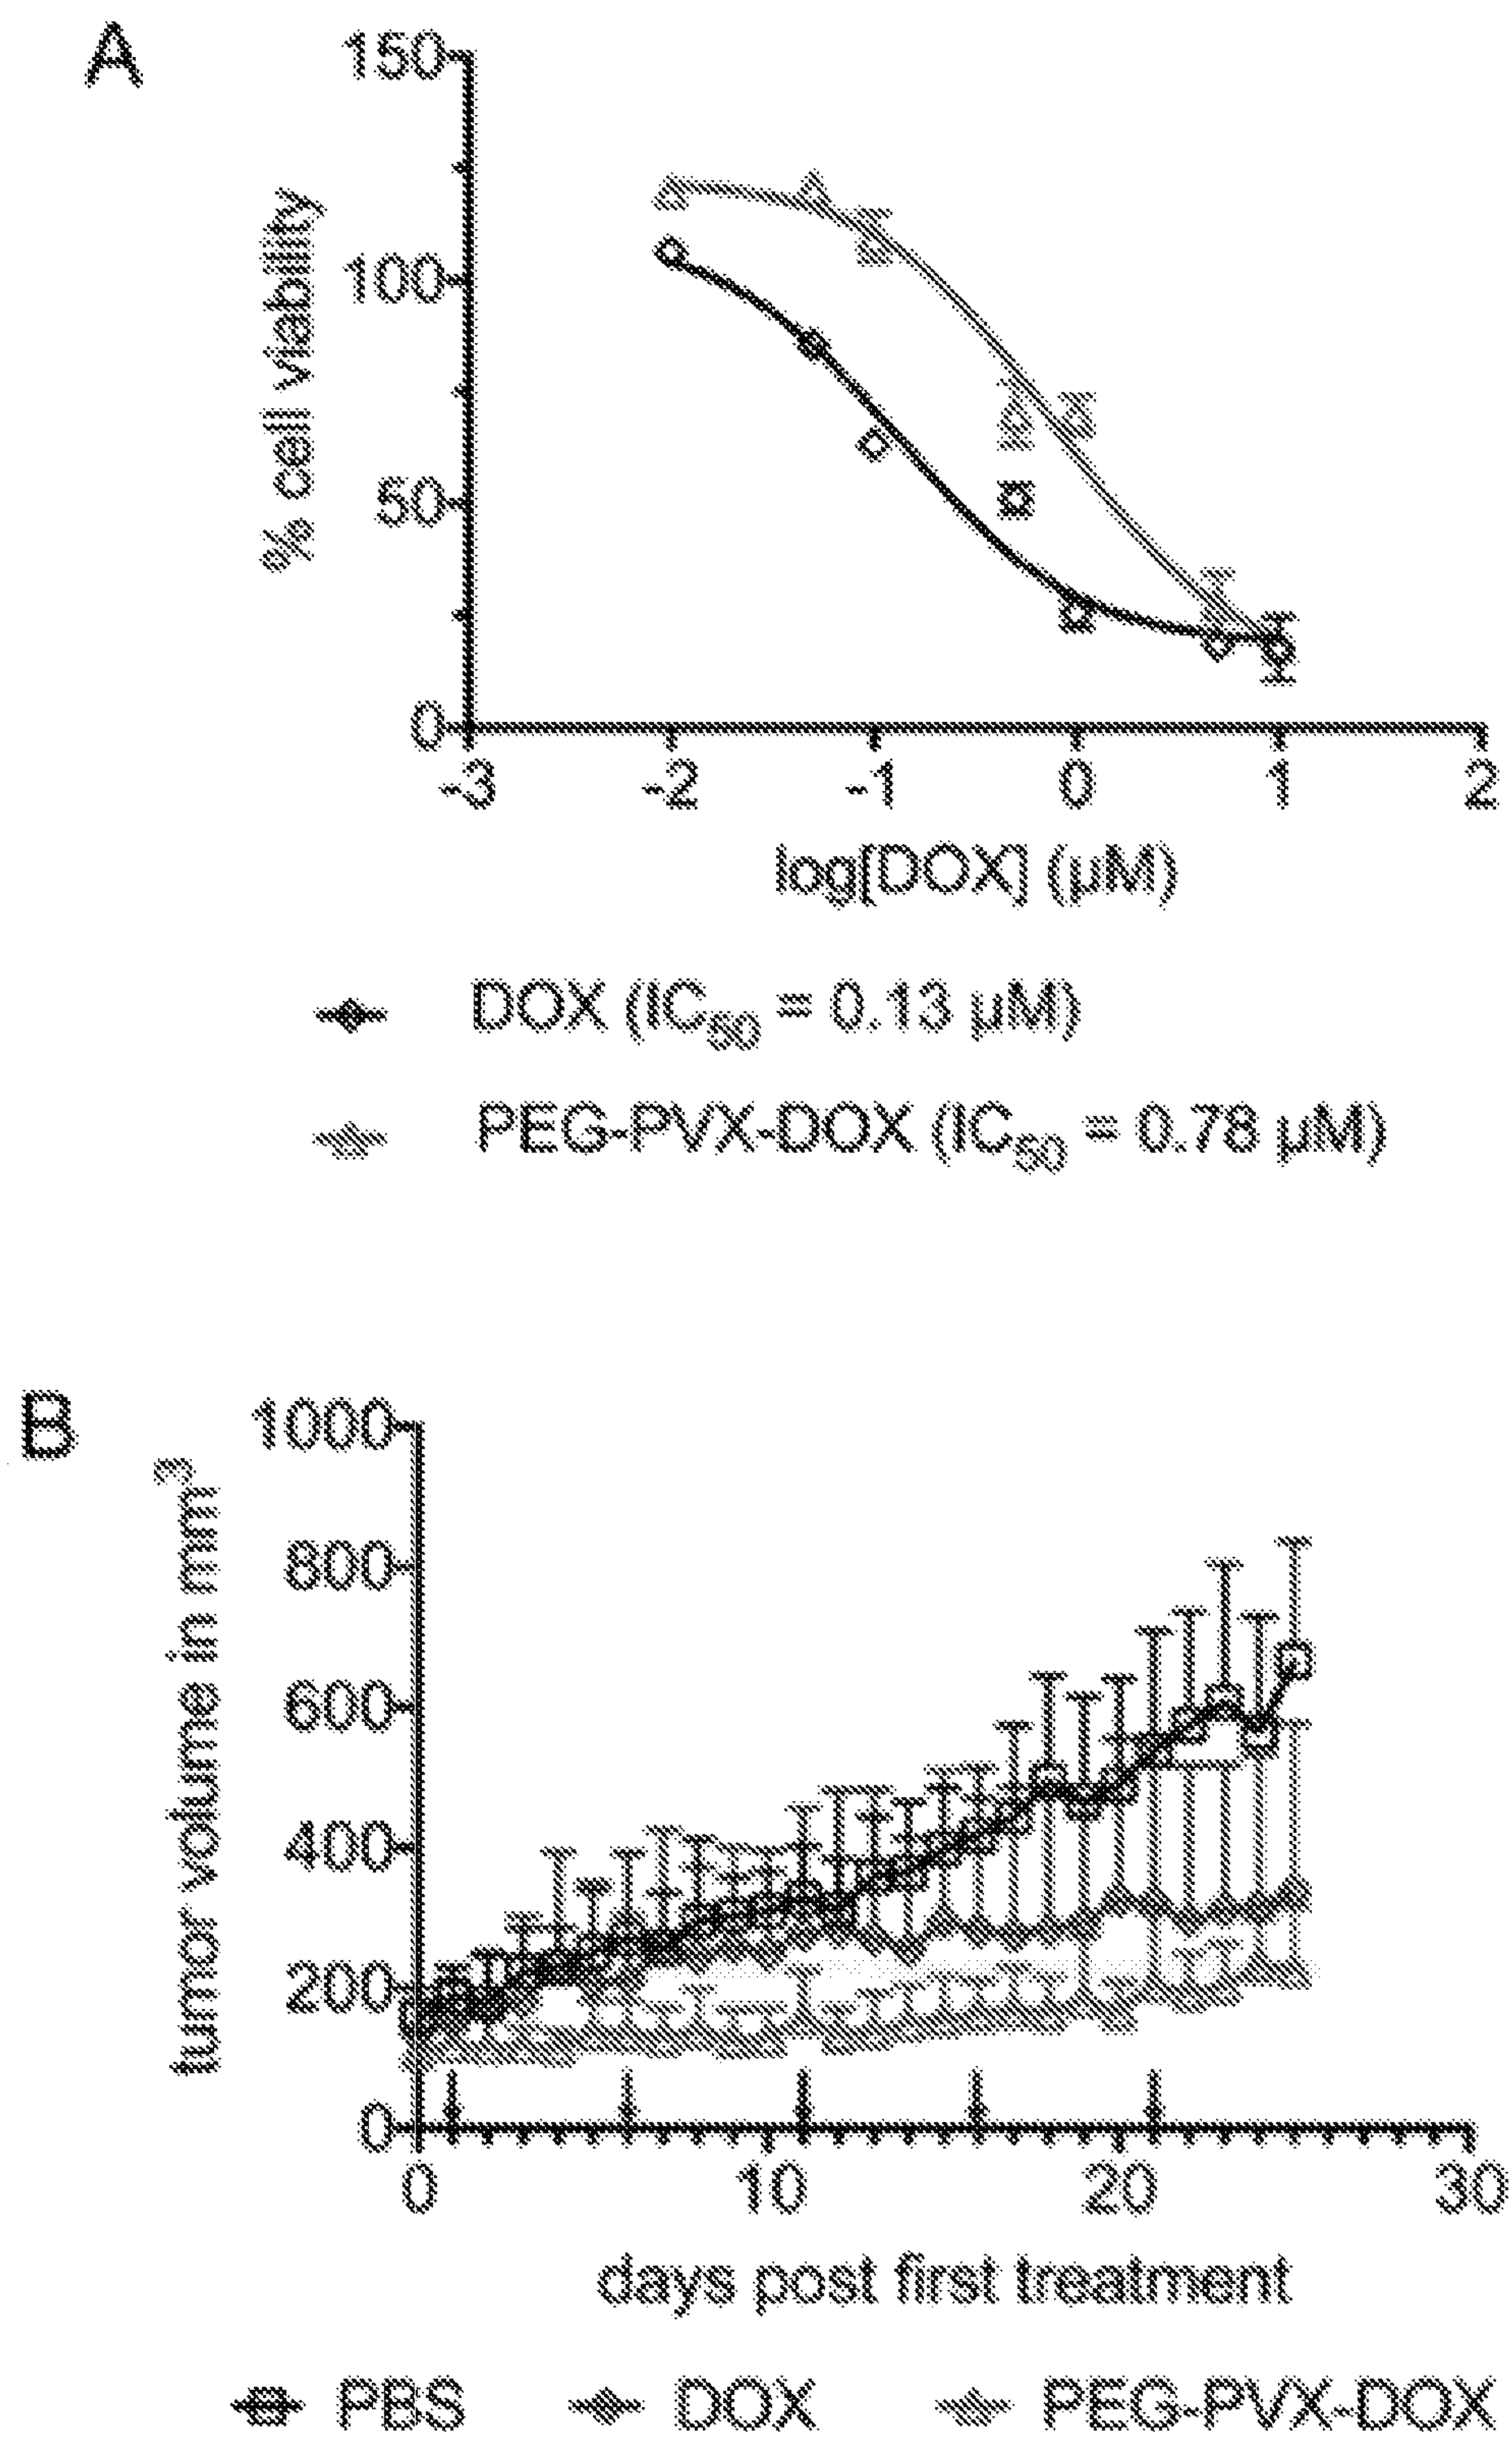 A
150
100
50
0
% cell viability
-3 -2 -1 0 1 2
log[DOX] (μM)
DOX (IC50 = 0.13 μM)
PEG-PVX-DOX (IC50 = 0.78 μM)
B
1000
800
600
400
200
0
tumor volume in mm3
0 10 20 30
days post first treatment
PBS DOX PEG-PVX-DOX